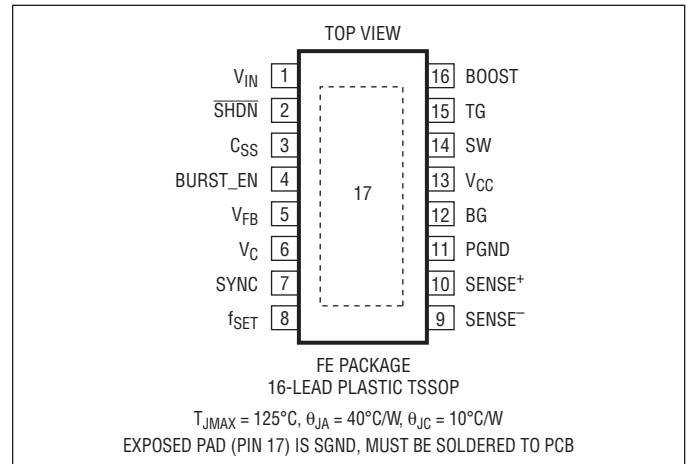 TOP VIEW
V_IN 1 16 BOOST
S̅H̅D̅N̅ 2 15 TG
C_SS 3 14 SW
BURST_EN 4 13 V_CC
17
V_FB 5 12 BG
V_C 6 11 PGND
SYNC 7 10 SENSE⁺
f_SET 8 9 SENSE⁻
FE PACKAGE
16-LEAD PLASTIC TSSOP
T_JMAX = 125°C, θ_JA = 40°C/W, θ_JC = 10°C/W
EXPOSED PAD (PIN 17) IS SGND, MUST BE SOLDERED TO PCB